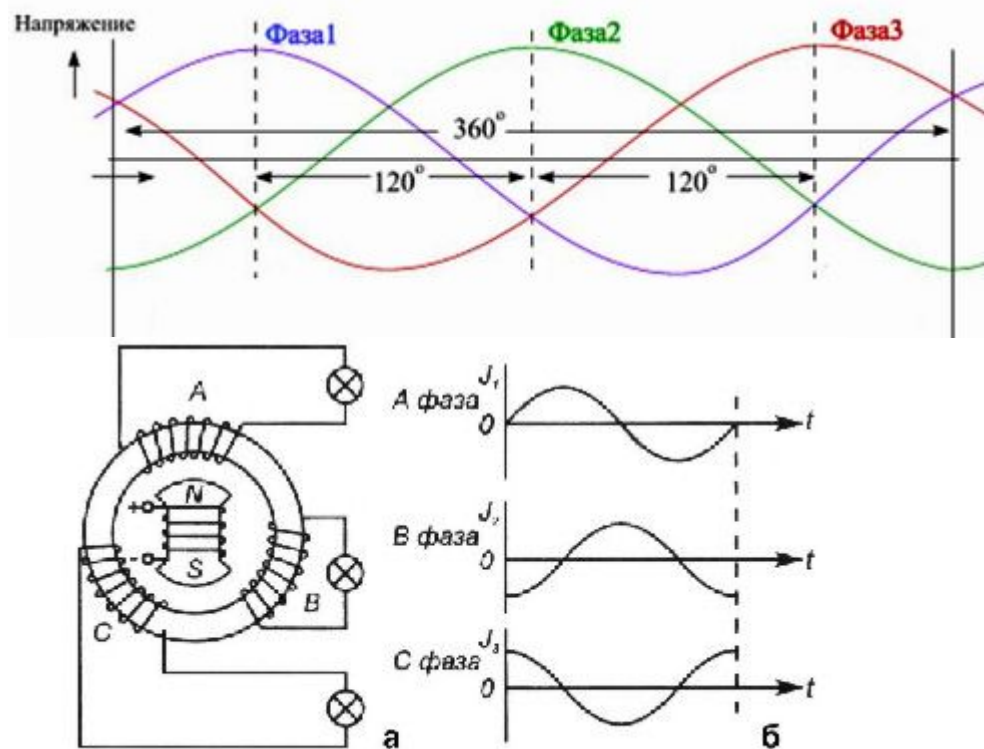 Напряжение
Фаза1
Фаза2
Фаза3
360°
120°
120°
A
N
+
-
S
B
C
а
А фаза
J₁
0
t
В фаза
J₂
0
t
С фаза
J₃
0
t
б